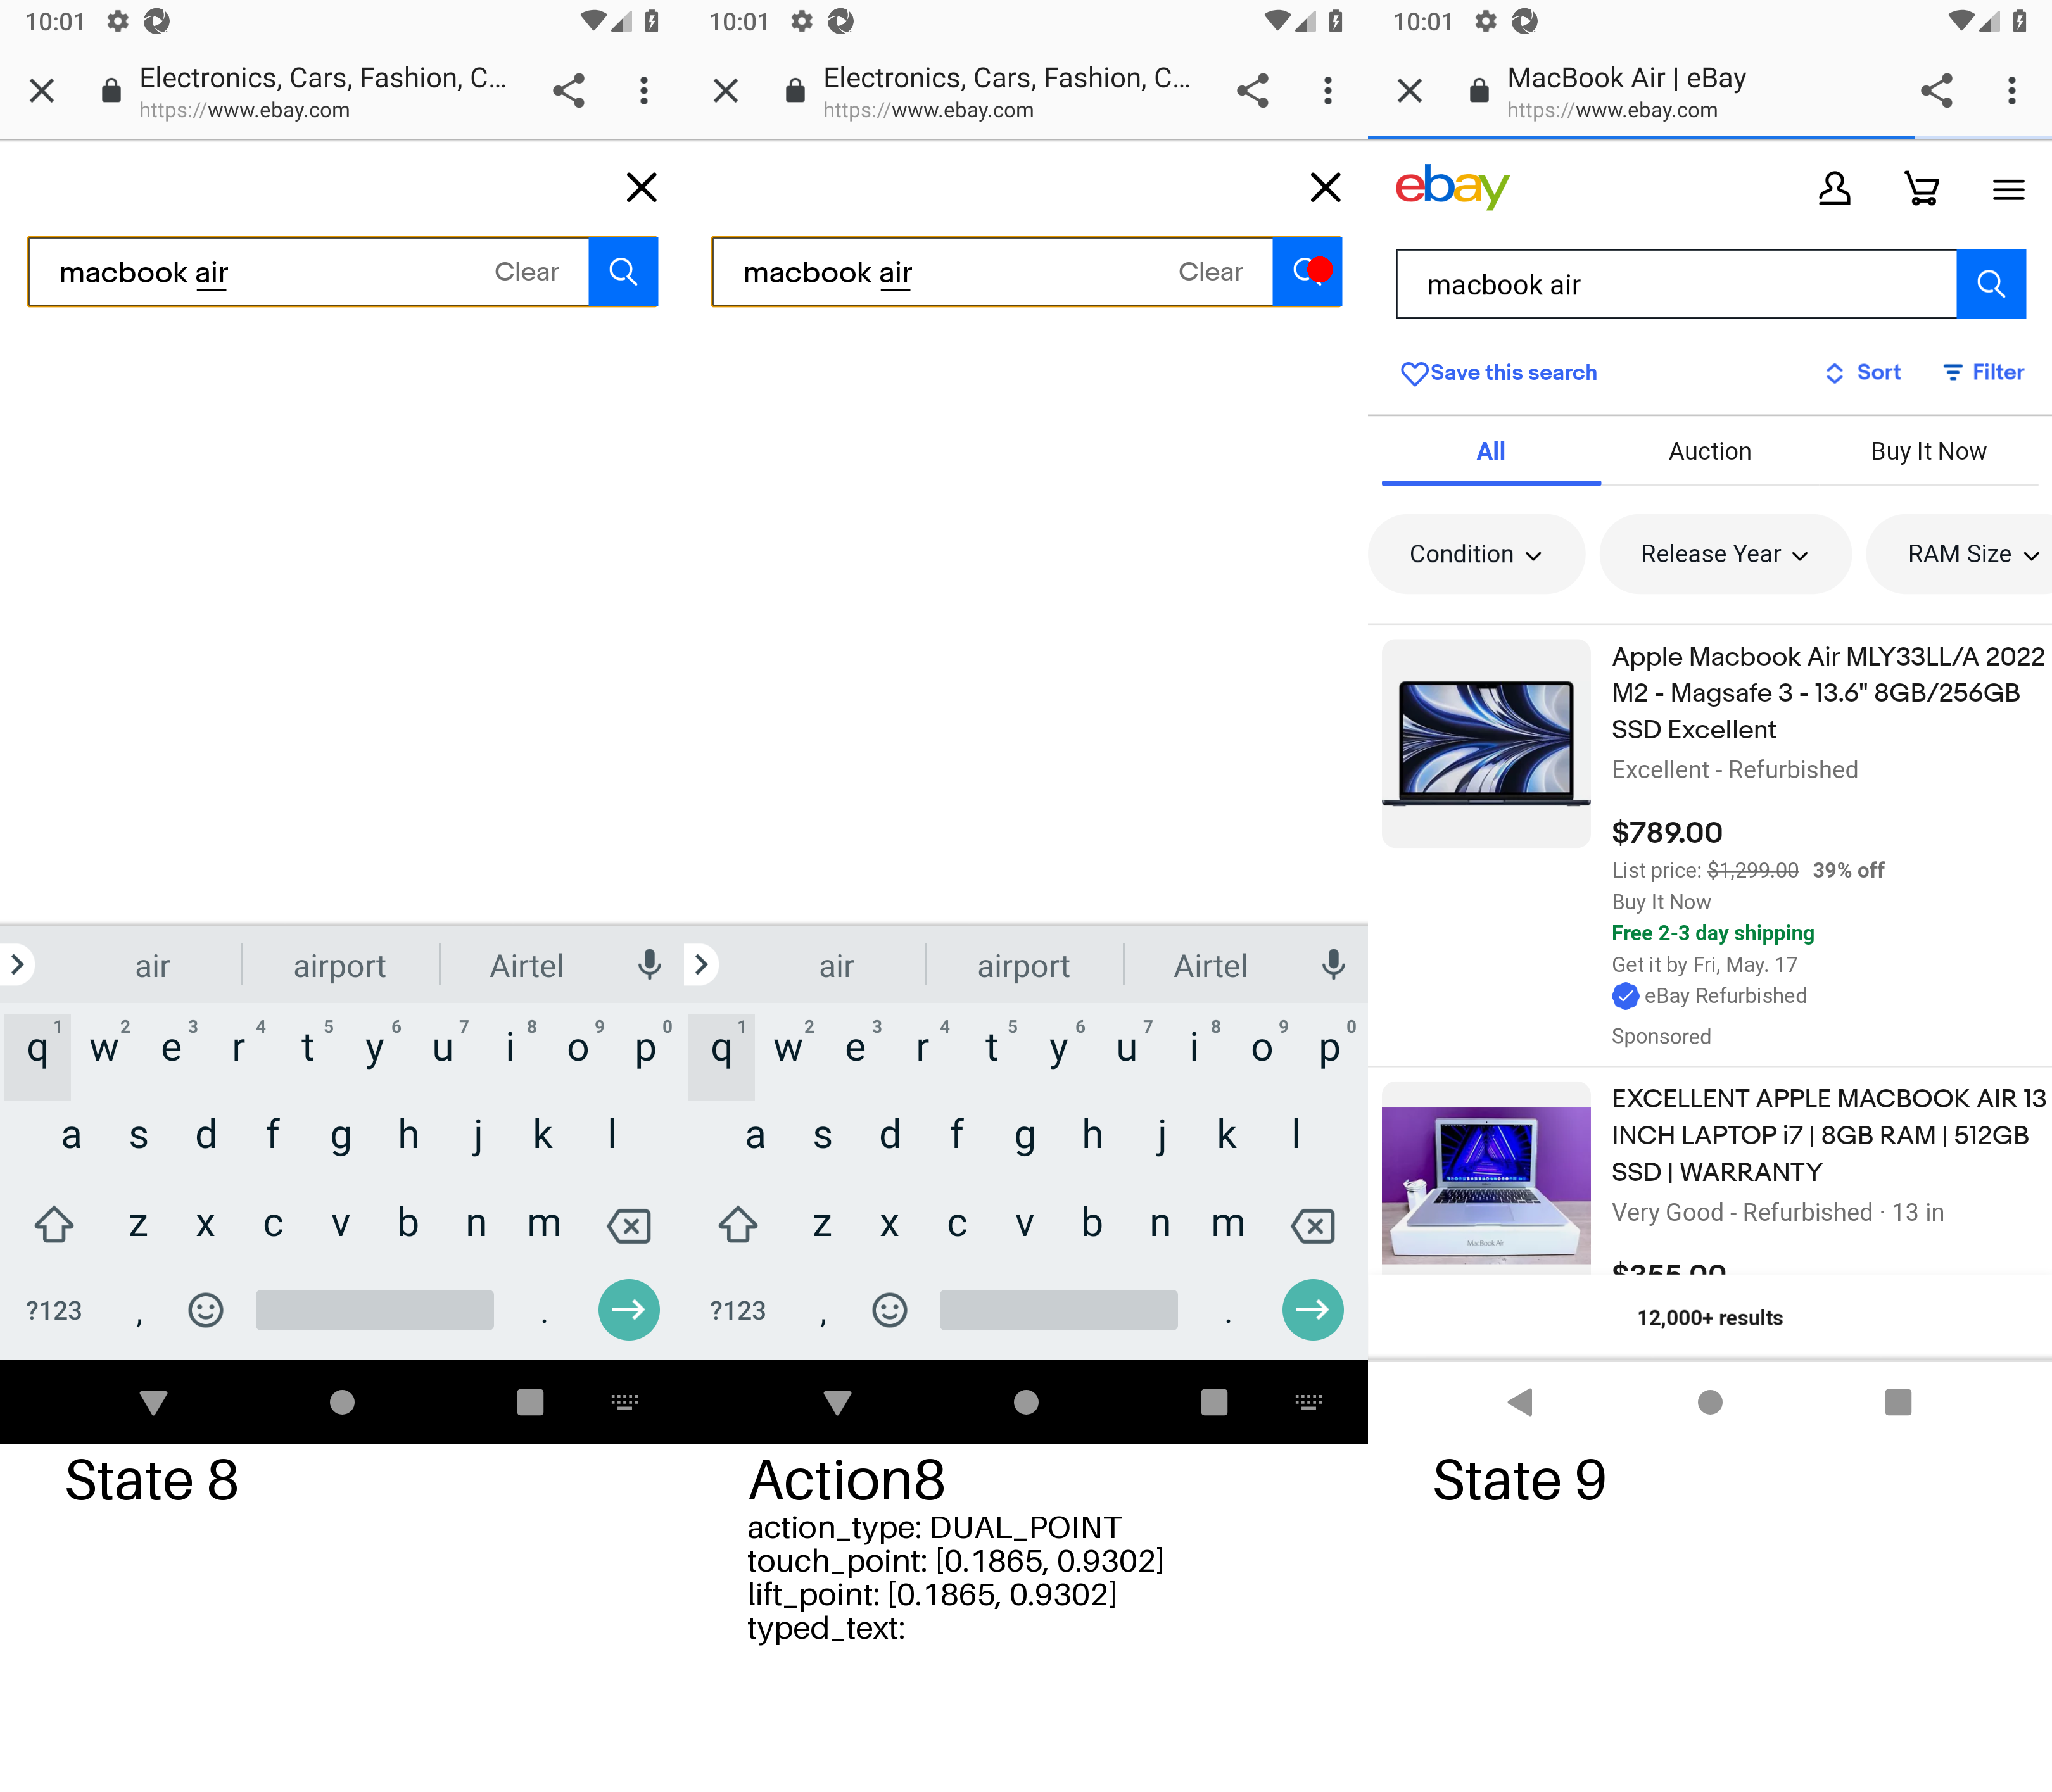 10:01
Electronics, Cars, Fashion, C...
https://www.ebay.com
macbook air
Clear
air
airport
Airtel
q1 w2 e3 r4 t5 y6 u7 i8 o9 p0
a s d f g h j k l
z x c v b n m
?123 , .
State 8
10:01
Electronics, Cars, Fashion, C...
https://www.ebay.com
macbook air
Clear
air
airport
Airtel
q1 w2 e3 r4 t5 y6 u7 i8 o9 p0
a s d f g h j k l
z x c v b n m
?123 , .
Action8
action_type: DUAL_POINT
touch_point: [0.1865, 0.9302]
lift_point: [0.1865, 0.9302]
typed_text:
10:01
MacBook Air | eBay
https://www.ebay.com
ebay
macbook air
Save this search
Sort
Filter
All
Auction
Buy It Now
Condition
Release Year
RAM Size
Apple Macbook Air MLY33LL/A 2022
M2 - Magsafe 3 - 13.6" 8GB/256GB
SSD Excellent
Excellent - Refurbished
$789.00
List price: $1,299.00 39% off
Buy It Now
Free 2-3 day shipping
Get it by Fri, May. 17
eBay Refurbished
Sponsored
EXCELLENT APPLE MACBOOK AIR 13
INCH LAPTOP i7 | 8GB RAM | 512GB
SSD | WARRANTY
Very Good - Refurbished · 13 in
$355.00
MacBook Air
12,000+ results
State 9